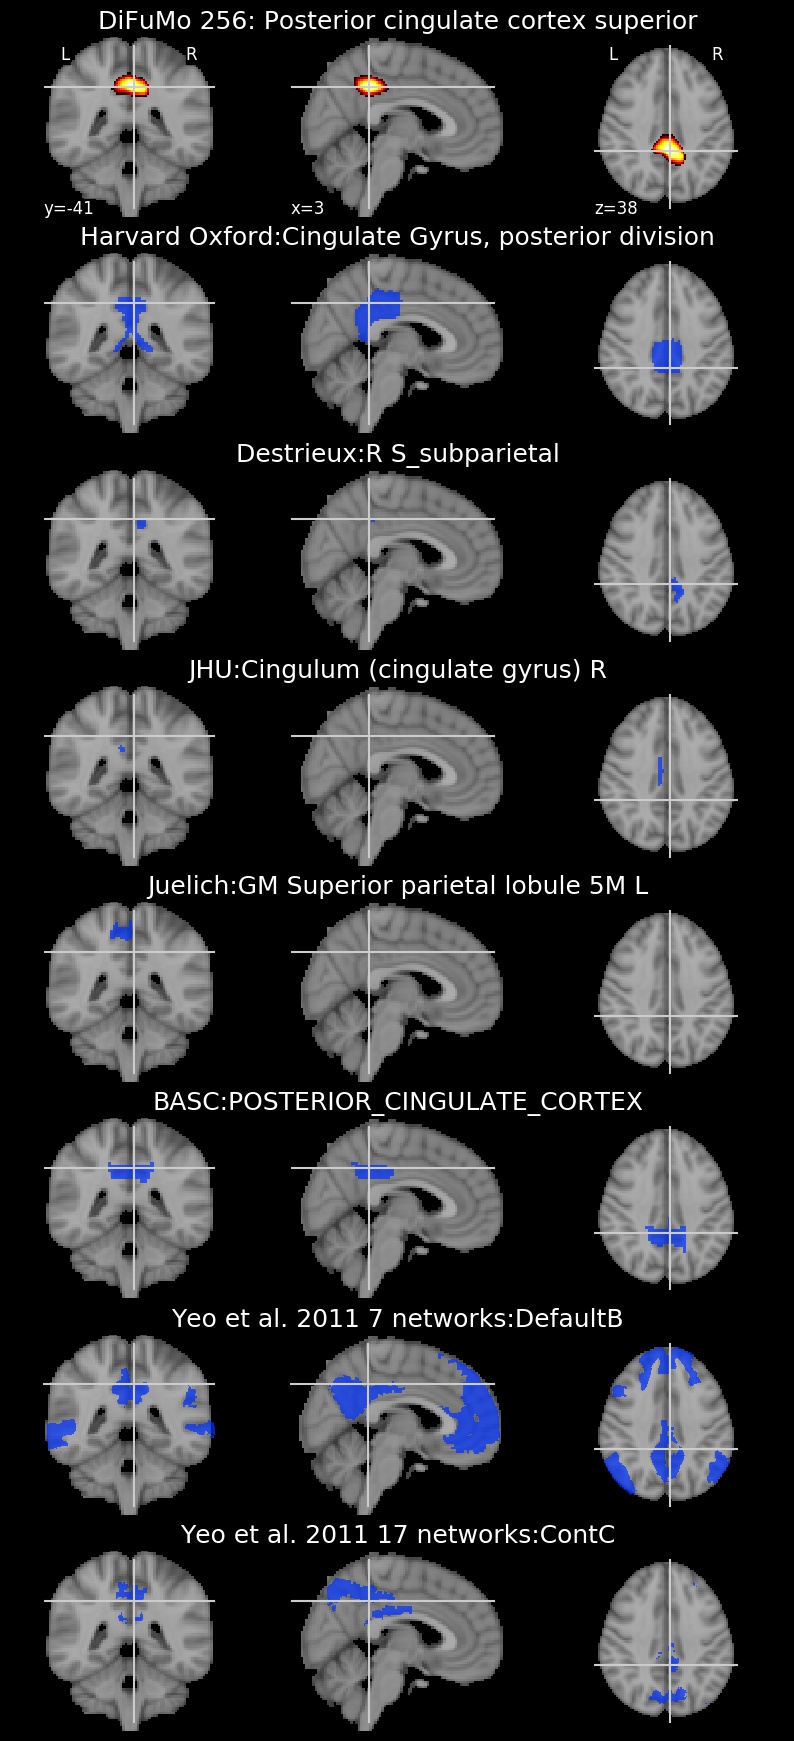 DiFuMo 256: Posterior cingulate cortex superior
L R L R
y=-41 x=3 z=38
Harvard Oxford:Cingulate Gyrus, posterior division
Destrieux:R S_subparietal
JHU:Cingulum (cingulate gyrus) R
Juelich:GM Superior parietal lobule 5M L
BASC:POSTERIOR_CINGULATE_CORTEX
Yeo et al. 2011 7 networks:DefaultB
Yeo et al. 2011 17 networks:ContC